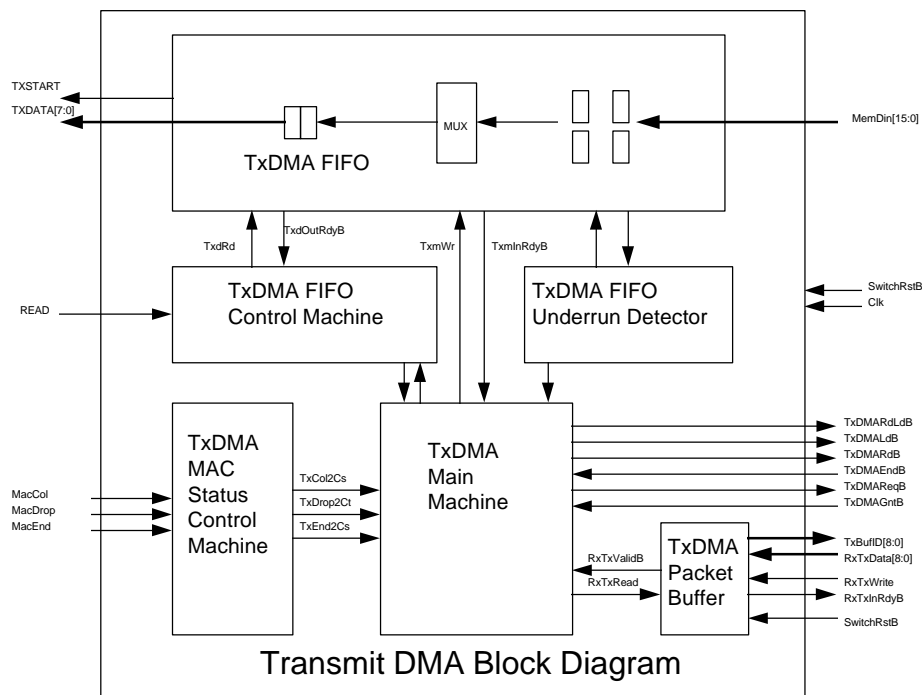 TXSTART
TXDATA[7:0]
MUX
MemDin[15:0]
TxDMA FIFO
TxdRd
TxdOutRdyB
TxmWr
TxmInRdyB
TxDMA FIFO
Control Machine
TxDMA FIFO
Underrun Detector
SwitchRstB
Clk
READ
TxDMA
MAC
Status
Control
Machine
TxDMA
Main
Machine
MacCol
MacDrop
MacEnd
TxCol2Cs
TxDrop2Ct
TxEnd2Cs
TxDMARdLdB
TxDMALdB
TxDMARdB
TxDMAEndB
TxDMAReqB
TxDMAGntB
RxTxValidB
RxTxRead
TxDMA
Packet
Buffer
TxBufID[8:0]
RxTxData[8:0]
RxTxWrite
RxTxInRdyB
SwitchRstB
Transmit DMA Block Diagram